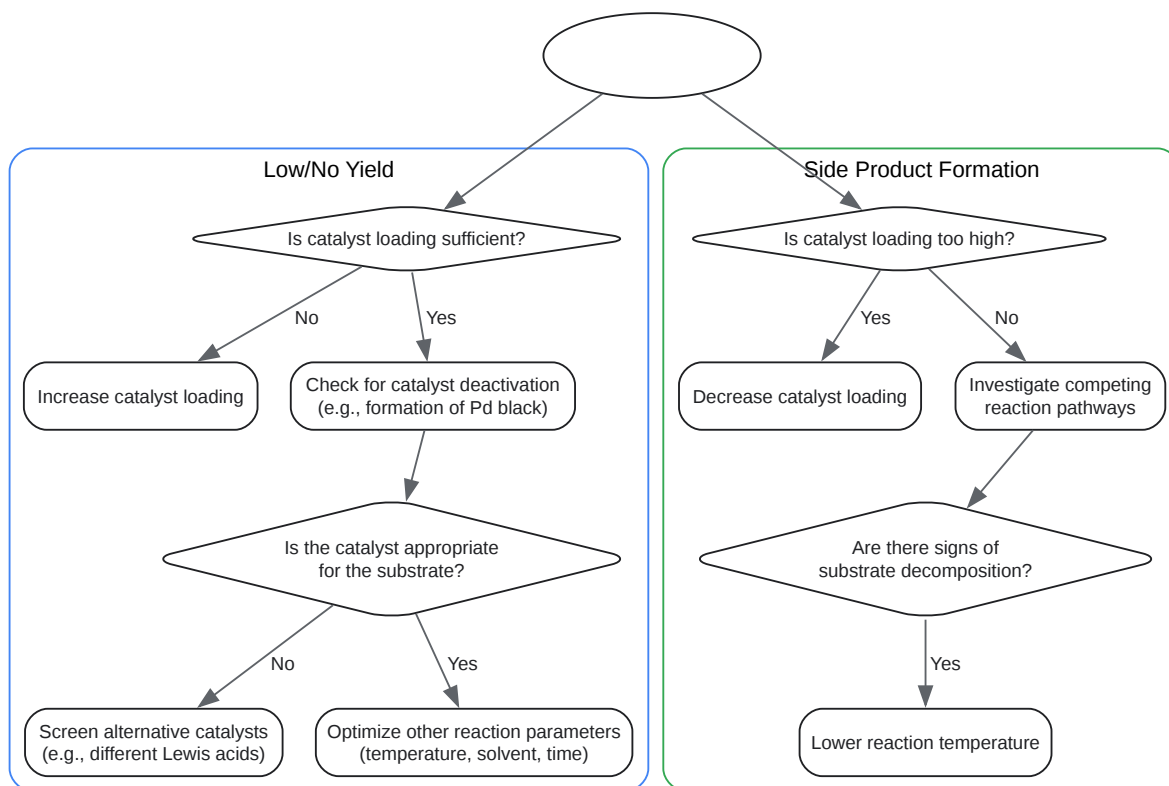 Low/No Yield
Is catalyst loading sufficient?
No
Yes
Increase catalyst loading
Check for catalyst deactivation
(e.g., formation of Pd black)
Is the catalyst appropriate
for the substrate?
No
Yes
Screen alternative catalysts
(e.g., different Lewis acids)
Optimize other reaction parameters
(temperature, solvent, time)
Side Product Formation
Is catalyst loading too high?
Yes
No
Decrease catalyst loading
Investigate competing
reaction pathways
Are there signs of
substrate decomposition?
Yes
Lower reaction temperature